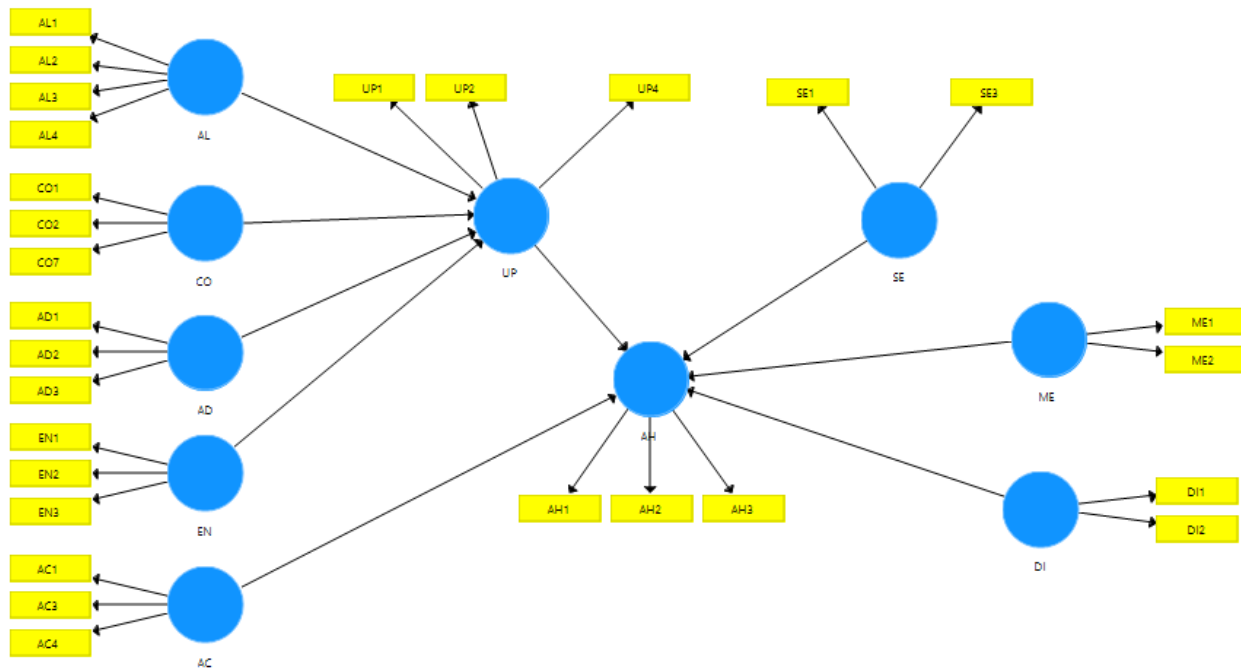 AL1
AL2
AL3
AL4
AL
UP1
UP2
UP4
UP
SE1
SE3
SE
CO1
CO2
CO7
CO
AD1
AD2
AD3
AD
ME1
ME2
ME
AH
AH1
AH2
AH3
EN1
EN2
EN3
EN
DI1
DI2
DI
AC1
AC3
AC4
AC